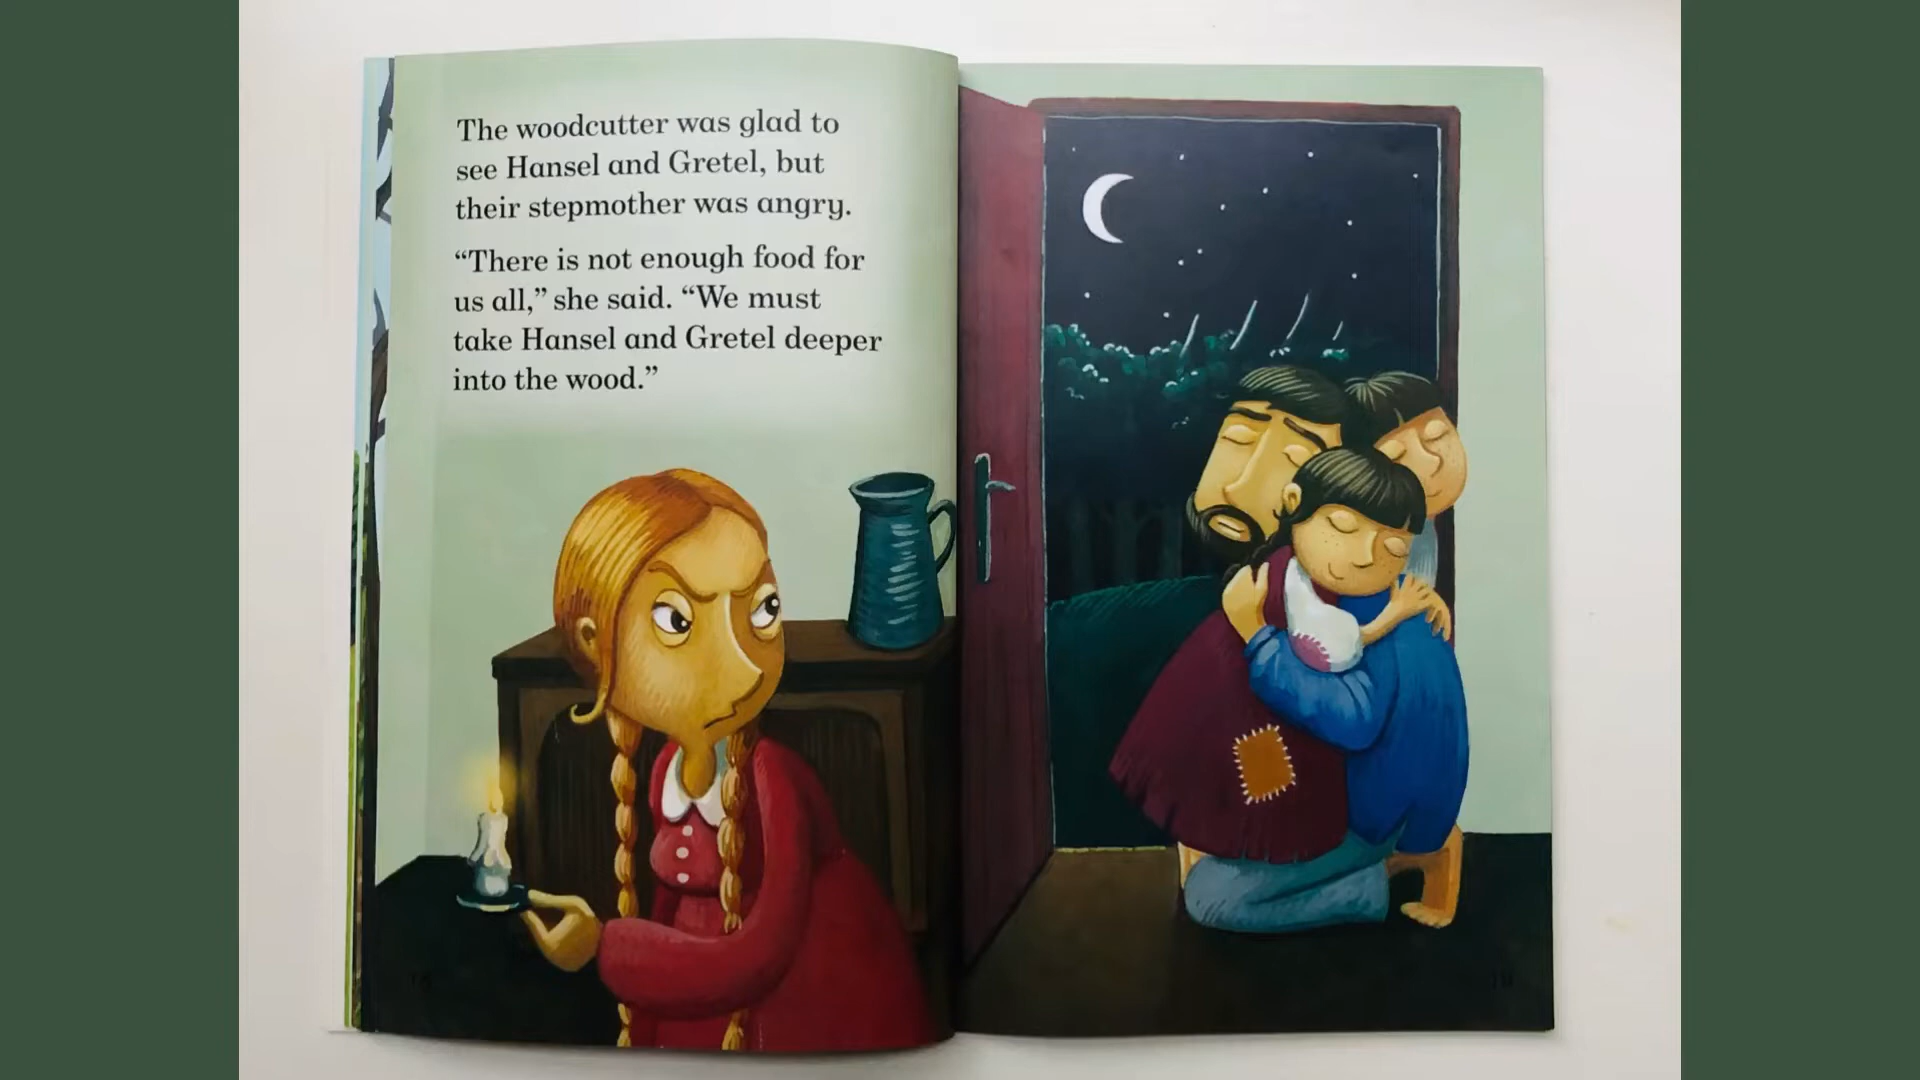 The woodcutter was glad to
see Hansel and Gretel, but
their stepmother was angry.
“There is not enough food for
us all,” she said. “We must
take Hansel and Gretel deeper
into the wood.”